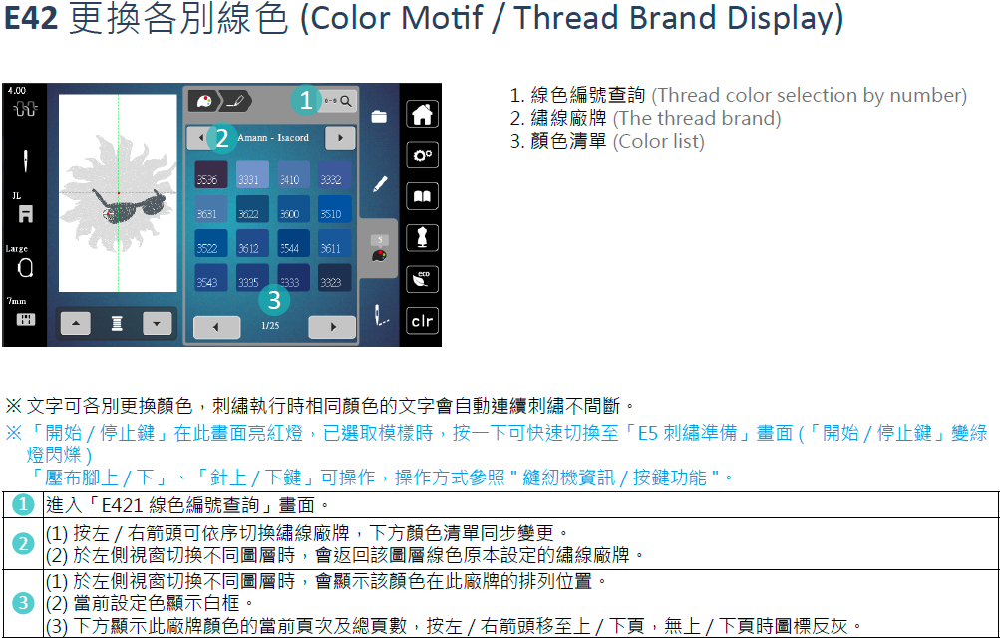 E42 更換各別線色 (Color Motif / Thread Brand Display)
4.00
JL
Large
7mm
1
0~9
2
Amann - Isacord
3536 3331 3410 3332
3631 3622 3600 3510
3522 3612 3544 3611
3543 3335 3333 3323
3
1/25
5
eco
clr
1. 線色編號查詢 (Thread color selection by number)
2. 繡線廠牌 (The thread brand)
3. 顏色清單 (Color list)
※ 文字可各別更換顏色，刺繡執行時相同顏色的文字會自動連續刺繡不間斷。
※ 「開始 / 停止鍵」在此畫面亮紅燈，已選取模樣時，按一下可快速切換至「E5 刺繡準備」畫面 (「開始 / 停止鍵」變綠
燈閃爍 )
「壓布腳上 / 下」、「針上 / 下鍵」可操作，操作方式參照 " 縫紉機資訊 / 按鍵功能 "。
1 進入「E421 線色編號查詢」畫面。
2 (1) 按左 / 右箭頭可依序切換繡線廠牌，下方顏色清單同步變更。
(2) 於左側視窗切換不同圖層時，會返回該圖層線色原本設定的繡線廠牌。
3 (1) 於左側視窗切換不同圖層時，會顯示該顏色在此廠牌的排列位置。
(2) 當前設定色顯示白框。
(3) 下方顯示此廠牌顏色的當前頁次及總頁數，按左 / 右箭頭移至上 / 下頁，無上 / 下頁時圖標反灰。